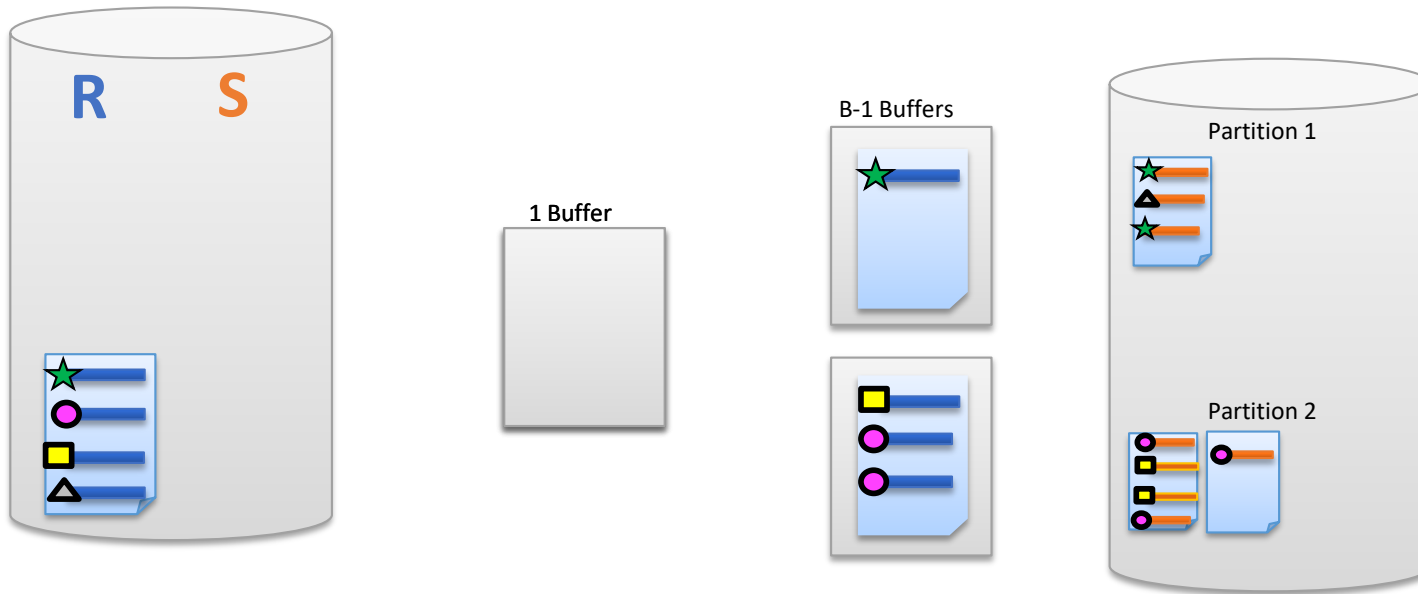 R S
B-1 Buffers
Partition 1
1 Buffer
Partition 2